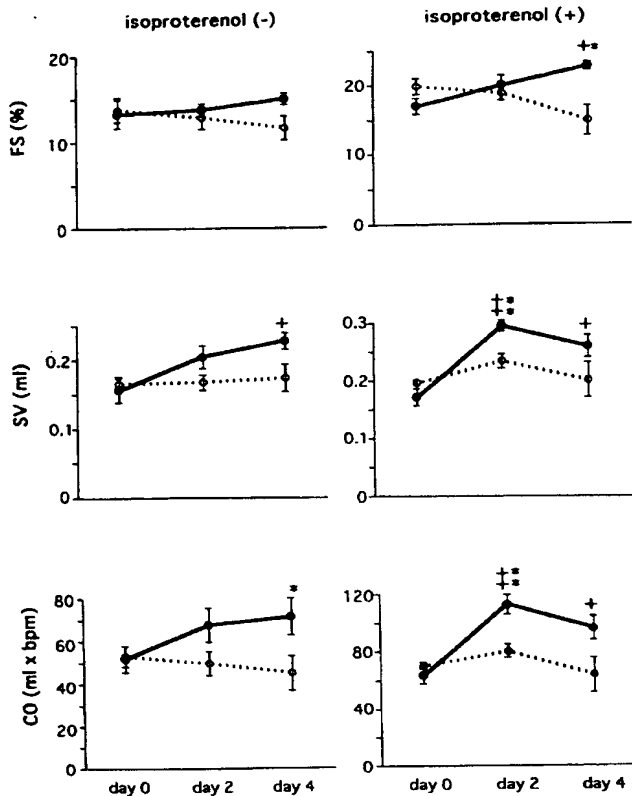 isoproterenol (-)
isoproterenol (+)
FS (%)
20
15
10
0
+*
20
10
0
SV (ml)
+
0.2
0.1
0
‡*
+*
+
0.3
0.2
0.1
0
CO (ml x bpm)
*
80
60
40
20
0
‡*
+*
+
120
80
40
0
day 0
day 2
day 4
day 0
day 2
day 4